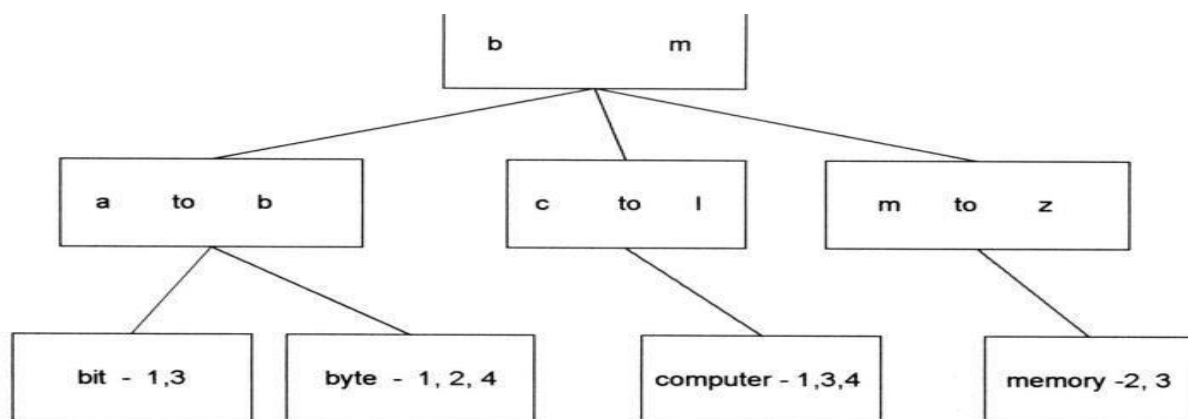 b m
a to b
c to l
m to z
bit - 1,3
byte - 1, 2, 4
computer - 1,3,4
memory -2, 3